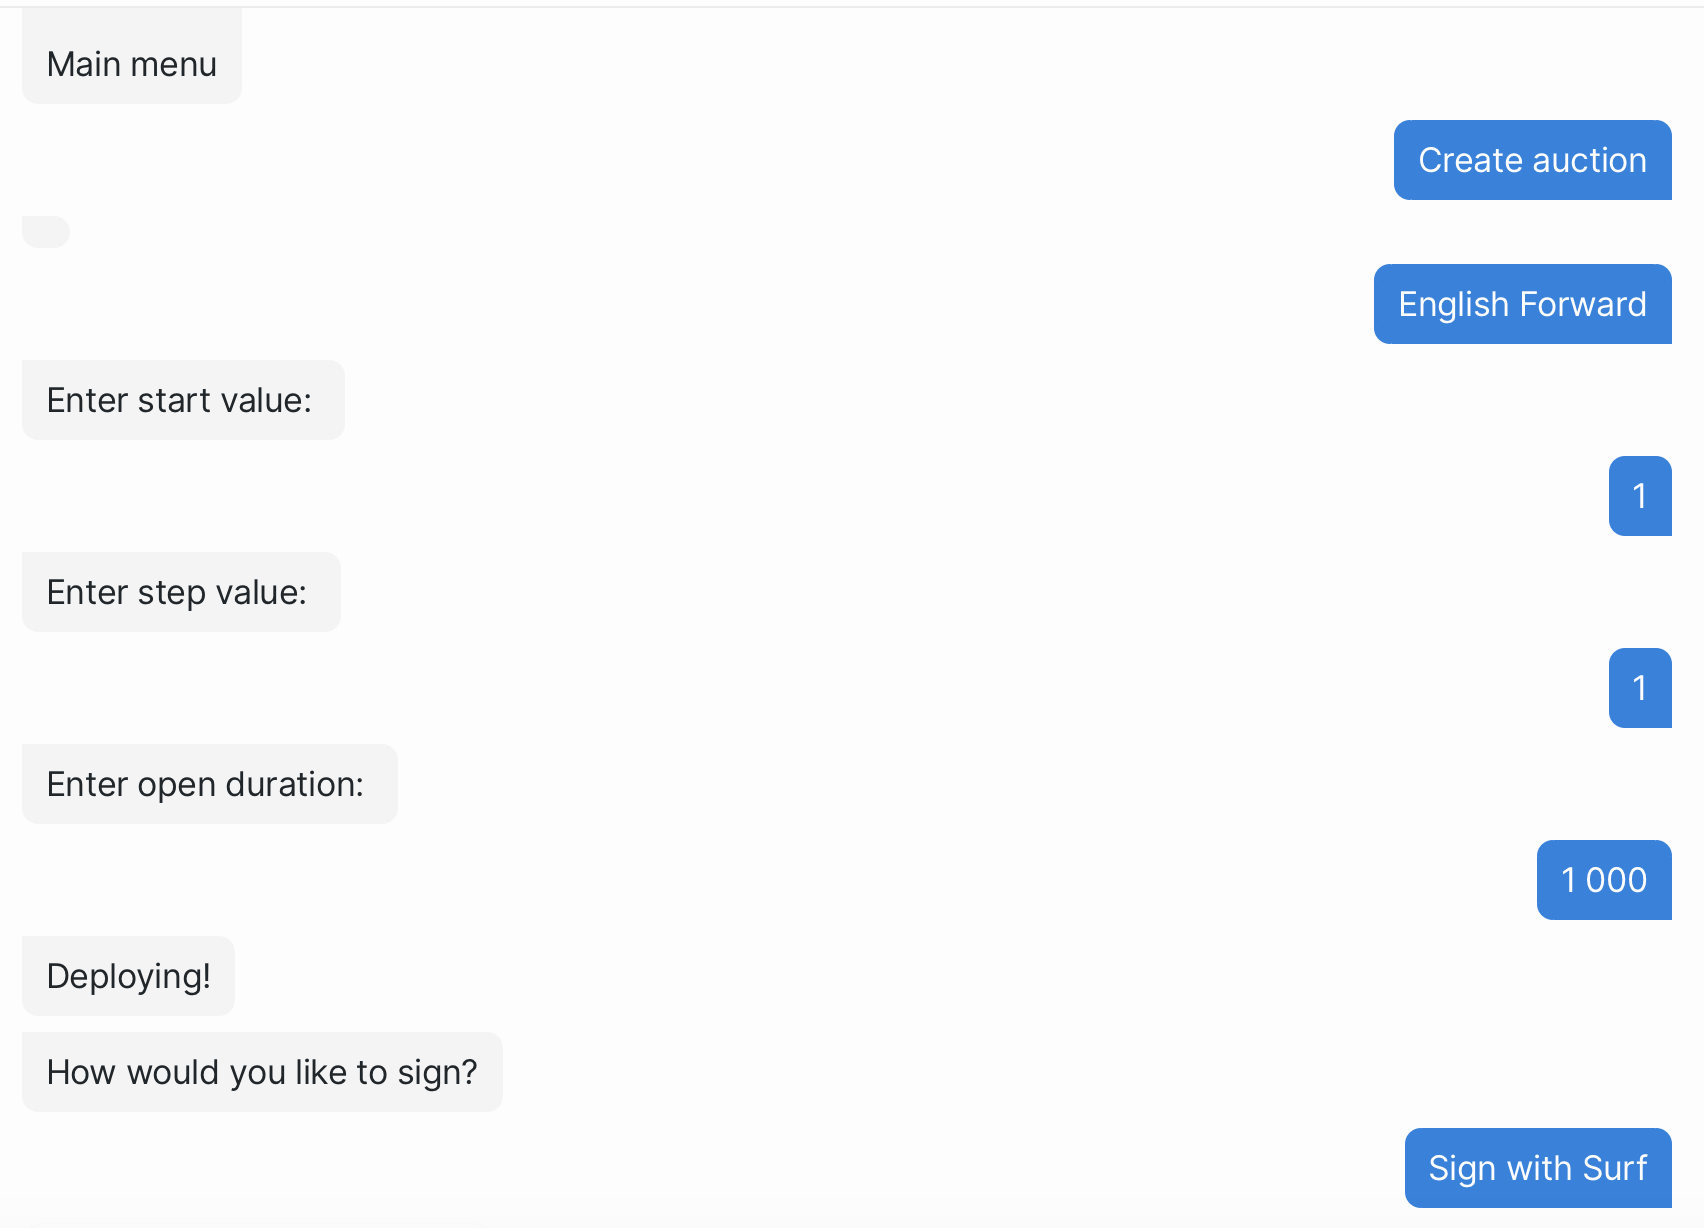 Main menu
Create auction
English Forward
Enter start value:
1
Enter step value:
1
Enter open duration:
1 000
Deploying!
How would you like to sign?
Sign with Surf